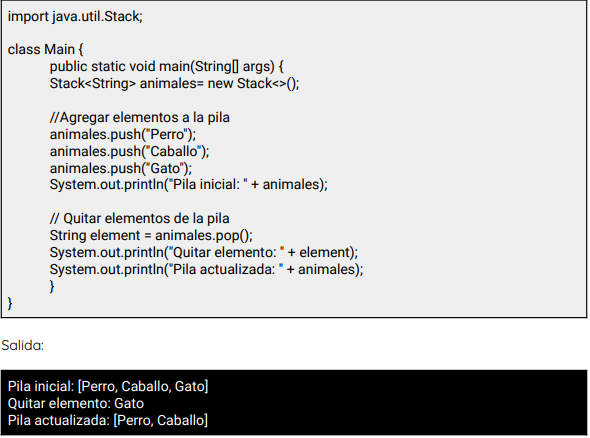 import java.util.Stack;
class Main {
public static void main(String[] args) {
Stack<String> animales= new Stack<>();
//Agregar elementos a la pila
animales.push("Perro");
animales.push("Caballo");
animales.push("Gato");
System.out.println("Pila inicial: " + animales);
// Quitar elementos de la pila
String element = animales.pop();
System.out.println("Quitar elemento: " + element);
System.out.println("Pila actualizada: " + animales);
}
}
Salida:
Pila inicial: [Perro, Caballo, Gato]
Quitar elemento: Gato
Pila actualizada: [Perro, Caballo]